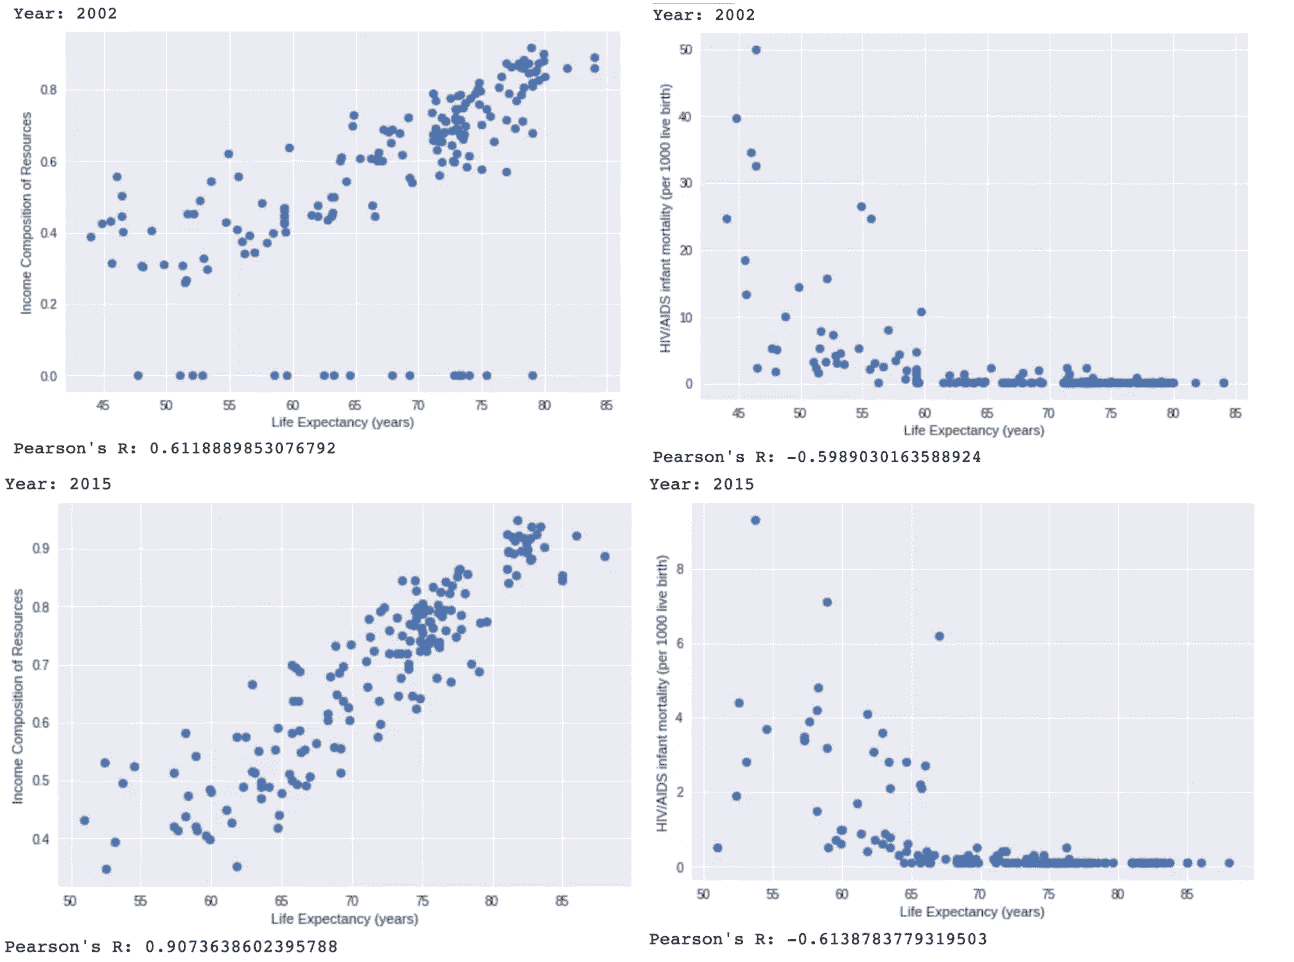 Year: 2002
Income Composition of Resources
0.8
0.6
0.4
0.2
0.0
45 50 55 60 65 70 75 80 85
Life Expectancy (years)
Pearson's R: 0.6118889853076792
Year: 2002
HIV/AIDS infant mortality (per 1000 live birth)
50
40
30
20
10
0
45 50 55 60 65 70 75 80 85
Life Expectancy (years)
Pearson's R: -0.5989030163588924
Year: 2015
Income Composition of Resources
0.9
0.8
0.7
0.6
0.5
0.4
50 55 60 65 70 75 80 85
Life Expectancy (years)
Pearson's R: 0.9073638602395788
Year: 2015
HIV/AIDS infant mortality (per 1000 live birth)
8
6
4
2
0
50 55 60 65 70 75 80 85
Life Expectancy (years)
Pearson's R: -0.6138783779319503